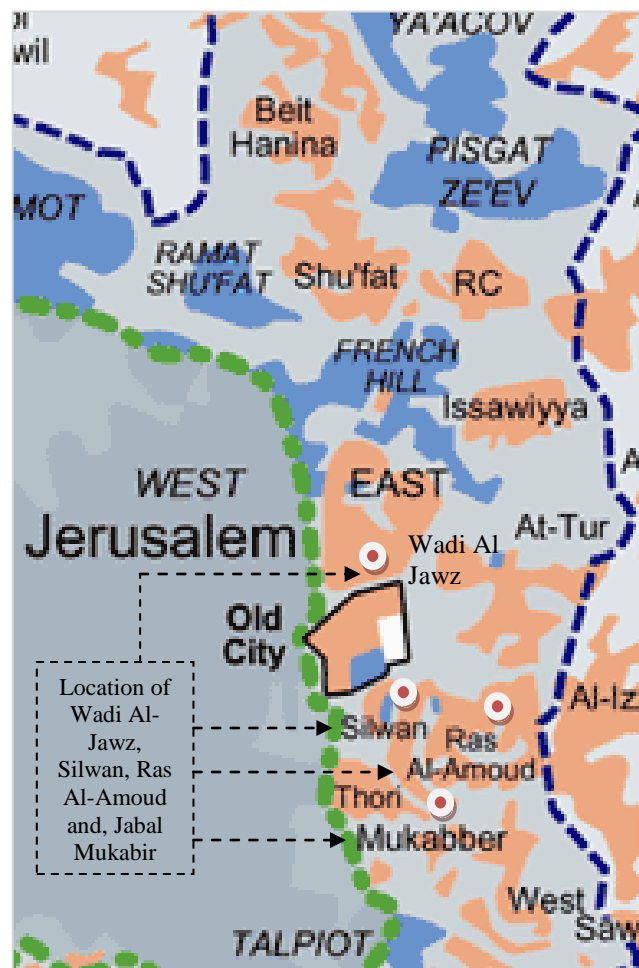 YA'ACOV
wil
Beit
Hanina
PISGAT
ZE'EV
MOT
RAMAT
SHU'FAT
Shu'fat
RC
FRENCH
HILL
Issawiyya
WEST
EAST
Jerusalem
At-Tur
Wadi Al
Jawz
Old
City
Location of
Wadi Al-
Jawz,
Silwan, Ras
Al-Amoud
and, Jabal
Mukabir
Al-Iz
Silwan
Ras
Al-Amoud
Thori
Mukabber
West
Saw
TALPIOT